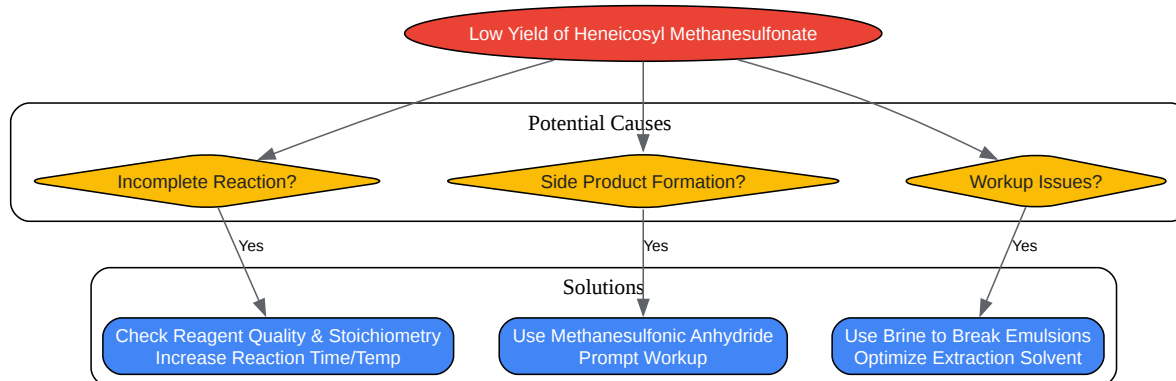 Low Yield of Heneicosyl Methanesulfonate
Potential Causes
Incomplete Reaction?
Side Product Formation?
Workup Issues?
Yes
Yes
Yes
Solutions
Check Reagent Quality & Stoichiometry
Increase Reaction Time/Temp
Use Methanesulfonic Anhydride
Prompt Workup
Use Brine to Break Emulsions
Optimize Extraction Solvent